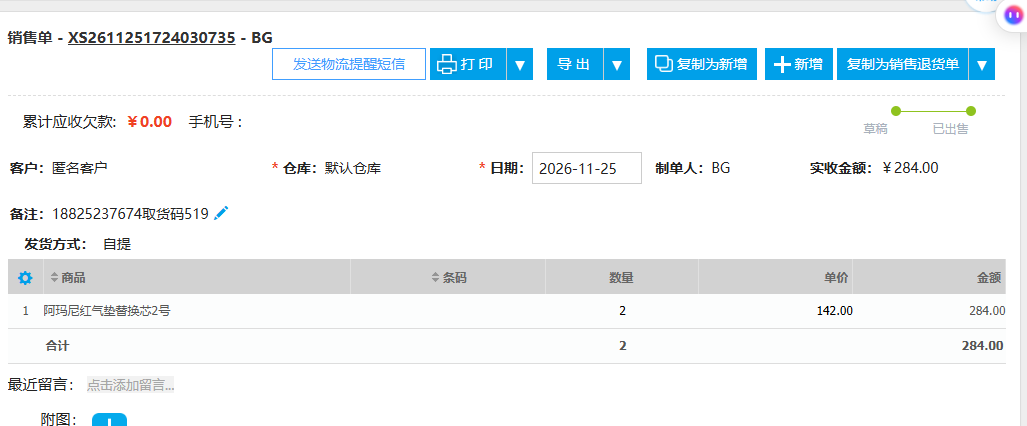 销售单 - XS2611251724030735 - BG
发送物流提醒短信 打 印 ▼ 导 出 ▼ 复制为新增 新增 复制为销售退货单 ▼
累计应收欠款: ￥0.00 手机号 :
草稿 已出售
客户: 匿名客户 * 仓库: 默认仓库 * 日期: 2026-11-25 制单人: BG 实收金额: ￥284.00
备注: 18825237674取货码519
发货方式: 自提
商品 条码 数量 单价 金额
1 阿玛尼红气垫替换芯2号 2 142.00 284.00
合计 2 284.00
最近留言: 点击添加留言...
附图: